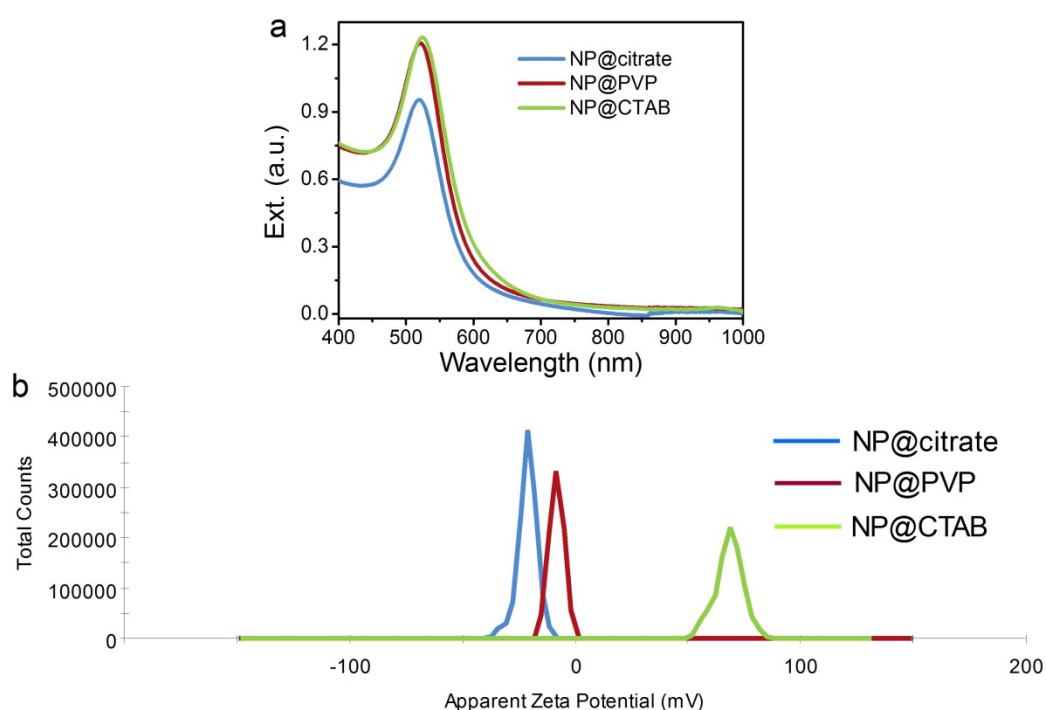 a
1.2
0.9
0.6
0.3
0.0
Ext. (a.u.)
NP@citrate
NP@PVP
NP@CTAB
400 500 600 700 800 900 1000
Wavelength (nm)
b
500000
400000
300000
200000
100000
0
Total Counts
NP@citrate
NP@PVP
NP@CTAB
-100 0 100 200
Apparent Zeta Potential (mV)